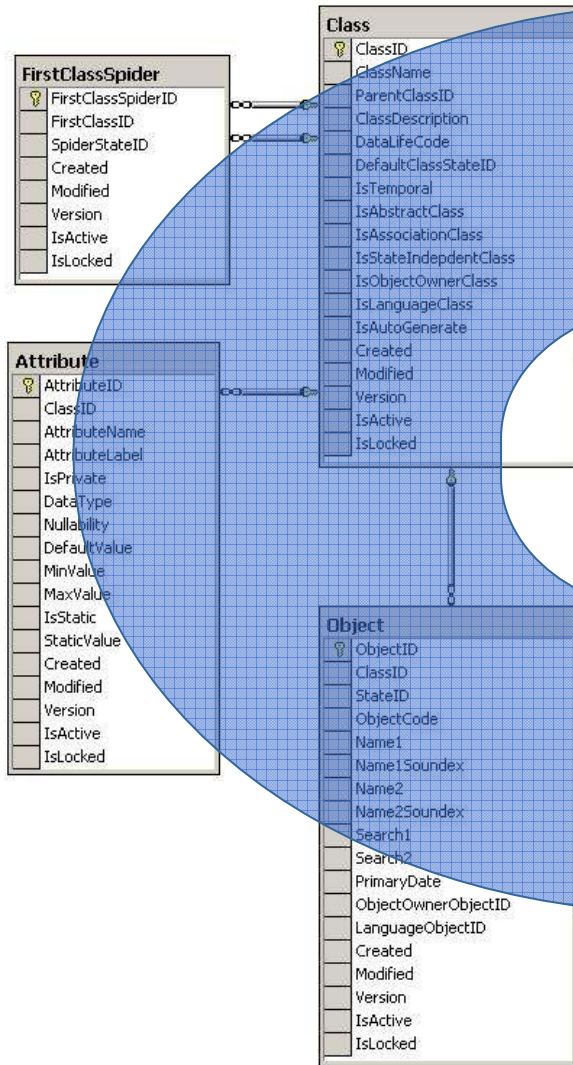 Class
ClassID
ClassName
ParentClassID
ClassDescription
DataLifeCode
DefaultClassStateID
IsTemporal
IsAbstractClass
IsAssociationClass
IsStateIndepdentClass
IsObjectOwnerClass
IsLanguageClass
IsAutoGenerate
Created
Modified
Version
IsActive
IsLocked
FirstClassSpider
FirstClassSpiderID
FirstClassID
SpiderStateID
Created
Modified
Version
IsActive
IsLocked
Attribute
AttributeID
ClassID
AttributeName
AttributeLabel
IsPrivate
DataType
Nullability
DefaultValue
MinValue
MaxValue
IsStatic
StaticValue
Created
Modified
Version
IsActive
IsLocked
Object
ObjectID
ClassID
StateID
ObjectCode
Name1
Name1Soundex
Name2
Name2Soundex
Search1
Search2
PrimaryDate
ObjectOwnerObjectID
LanguageObjectID
Created
Modified
Version
IsActive
IsLocked